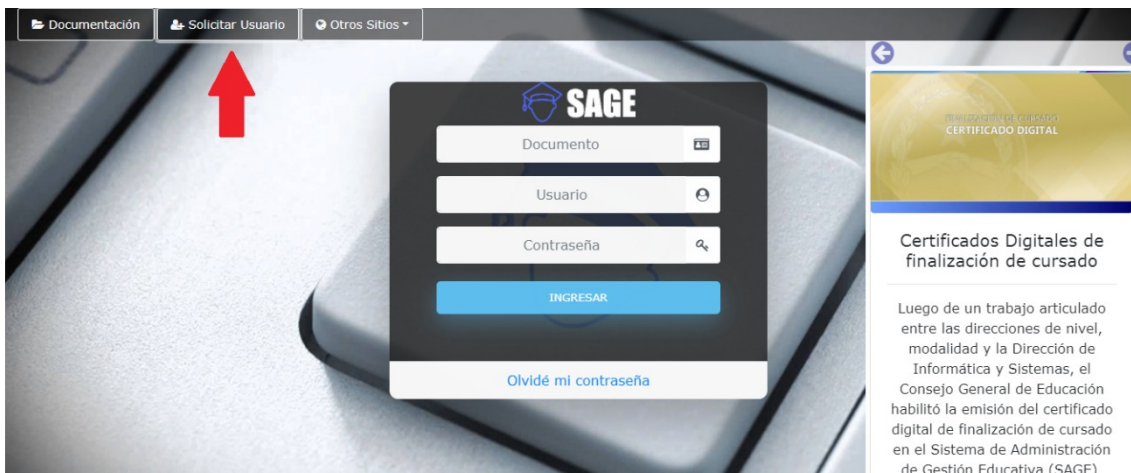 Documentación
Solicitar Usuario
Otros Sitios
SAGE
Documento
Usuario
Contraseña
INGRESAR
Olvidé mi contraseña
FINALIZACIÓN DE CURSADO
CERTIFICADO DIGITAL
Certificados Digitales de
finalización de cursado
Luego de un trabajo articulado
entre las direcciones de nivel,
modalidad y la Dirección de
Informática y Sistemas, el
Consejo General de Educación
habilitó la emisión del certificado
digital de finalización de cursado
en el Sistema de Administración
de Gestión Educativa (SAGE)